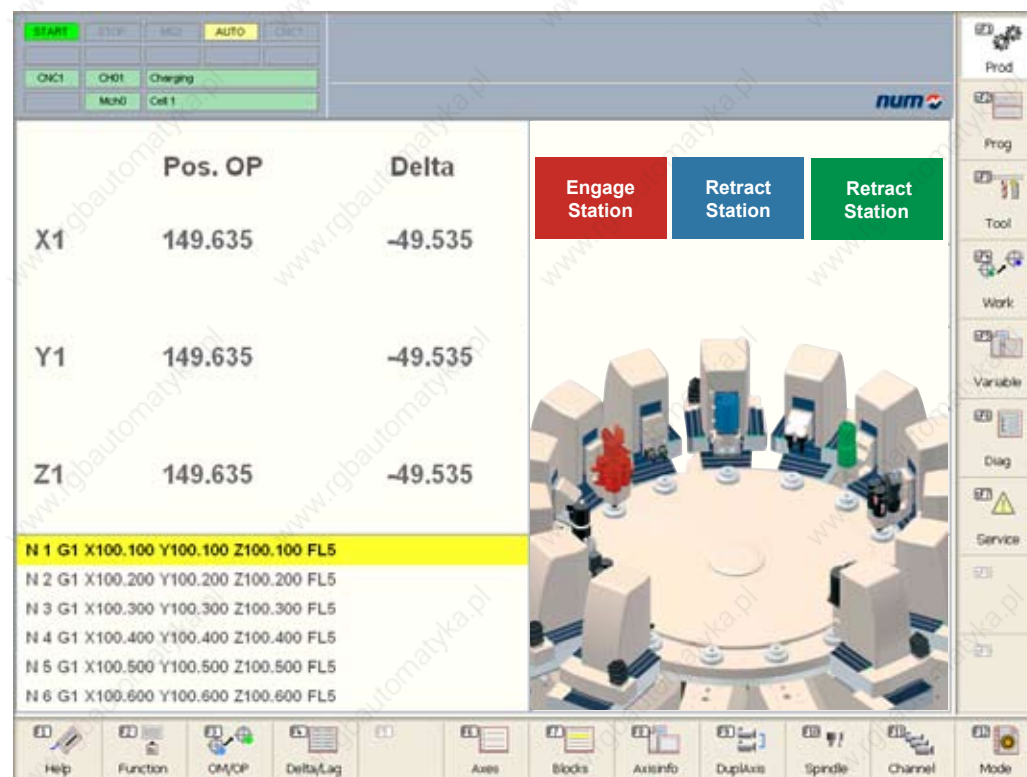 START STOP MDI AUTO CNC1
CNC1 CH01 Charging
Mch0 Cell 1
num
Pos. OP Delta
X1 149.635 -49.535
Y1 149.635 -49.535
Z1 149.635 -49.535
N 1 G1 X100.100 Y100.100 Z100.100 FL5
N 2 G1 X100.200 Y100.200 Z100.200 FL5
N 3 G1 X100.300 Y100.300 Z100.300 FL5
N 4 G1 X100.400 Y100.400 Z100.400 FL5
N 5 G1 X100.500 Y100.500 Z100.500 FL5
N 6 G1 X100.600 Y100.600 Z100.600 FL5
Engage
Station
Retract
Station
Retract
Station
Prod
Prog
Tool
Work
Variable
Diag
Service
Help Function OM/OP Delta/Lag Axes Blocks Axisinfo DuplAxis Spindle Channel Mode
www.rgbautomatyka.pl